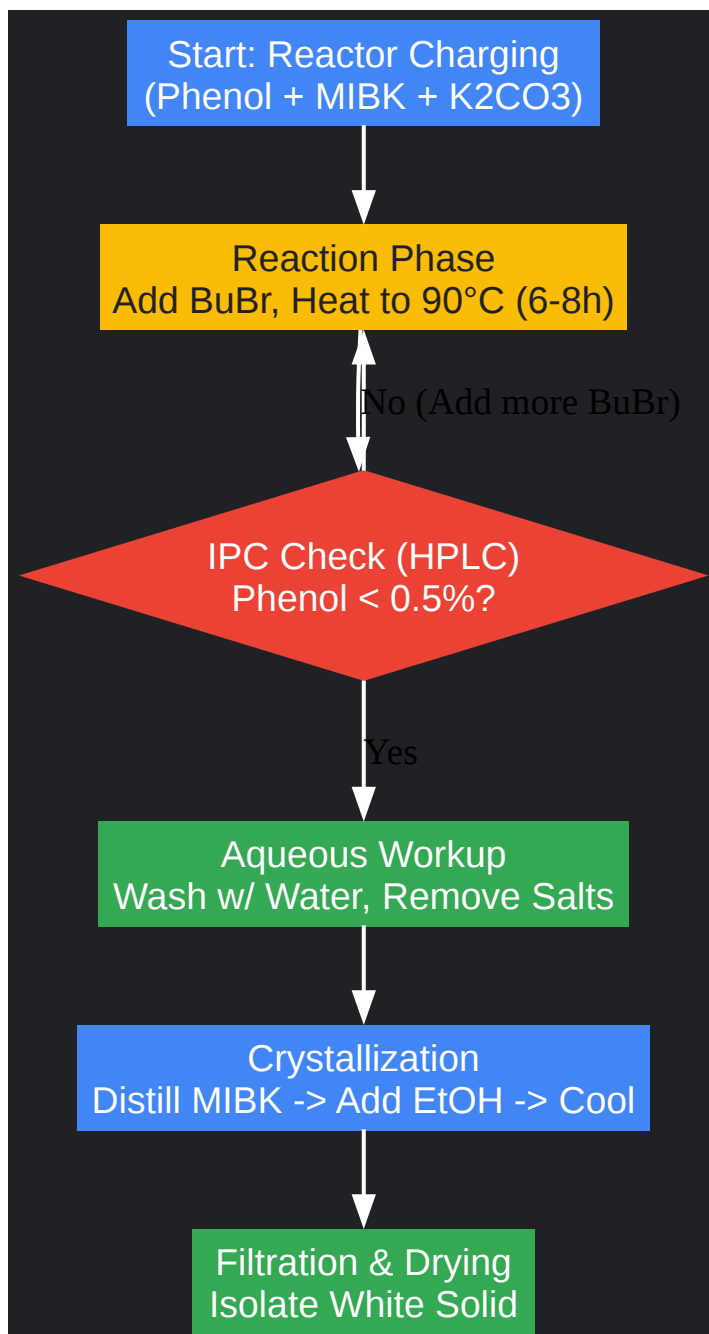 Start: Reactor Charging
(Phenol + MIBK + K2CO3)
Reaction Phase
Add BuBr, Heat to 90°C (6-8h)
No (Add more BuBr)
IPC Check (HPLC)
Phenol < 0.5%?
Yes
Aqueous Workup
Wash w/ Water, Remove Salts
Crystallization
Distill MIBK -> Add EtOH -> Cool
Filtration & Drying
Isolate White Solid